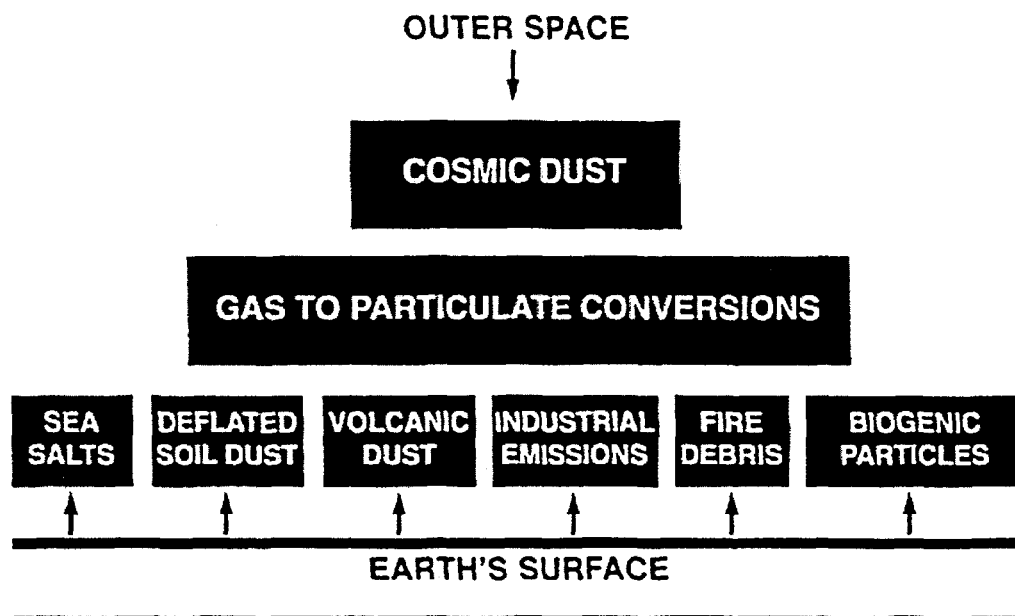 OUTER SPACE
COSMIC DUST
GAS TO PARTICULATE CONVERSIONS
SEA
SALTS
DEFLATED
SOIL DUST
VOLCANIC
DUST
INDUSTRIAL
EMISSIONS
FIRE
DEBRIS
BIOGENIC
PARTICLES
EARTH'S SURFACE